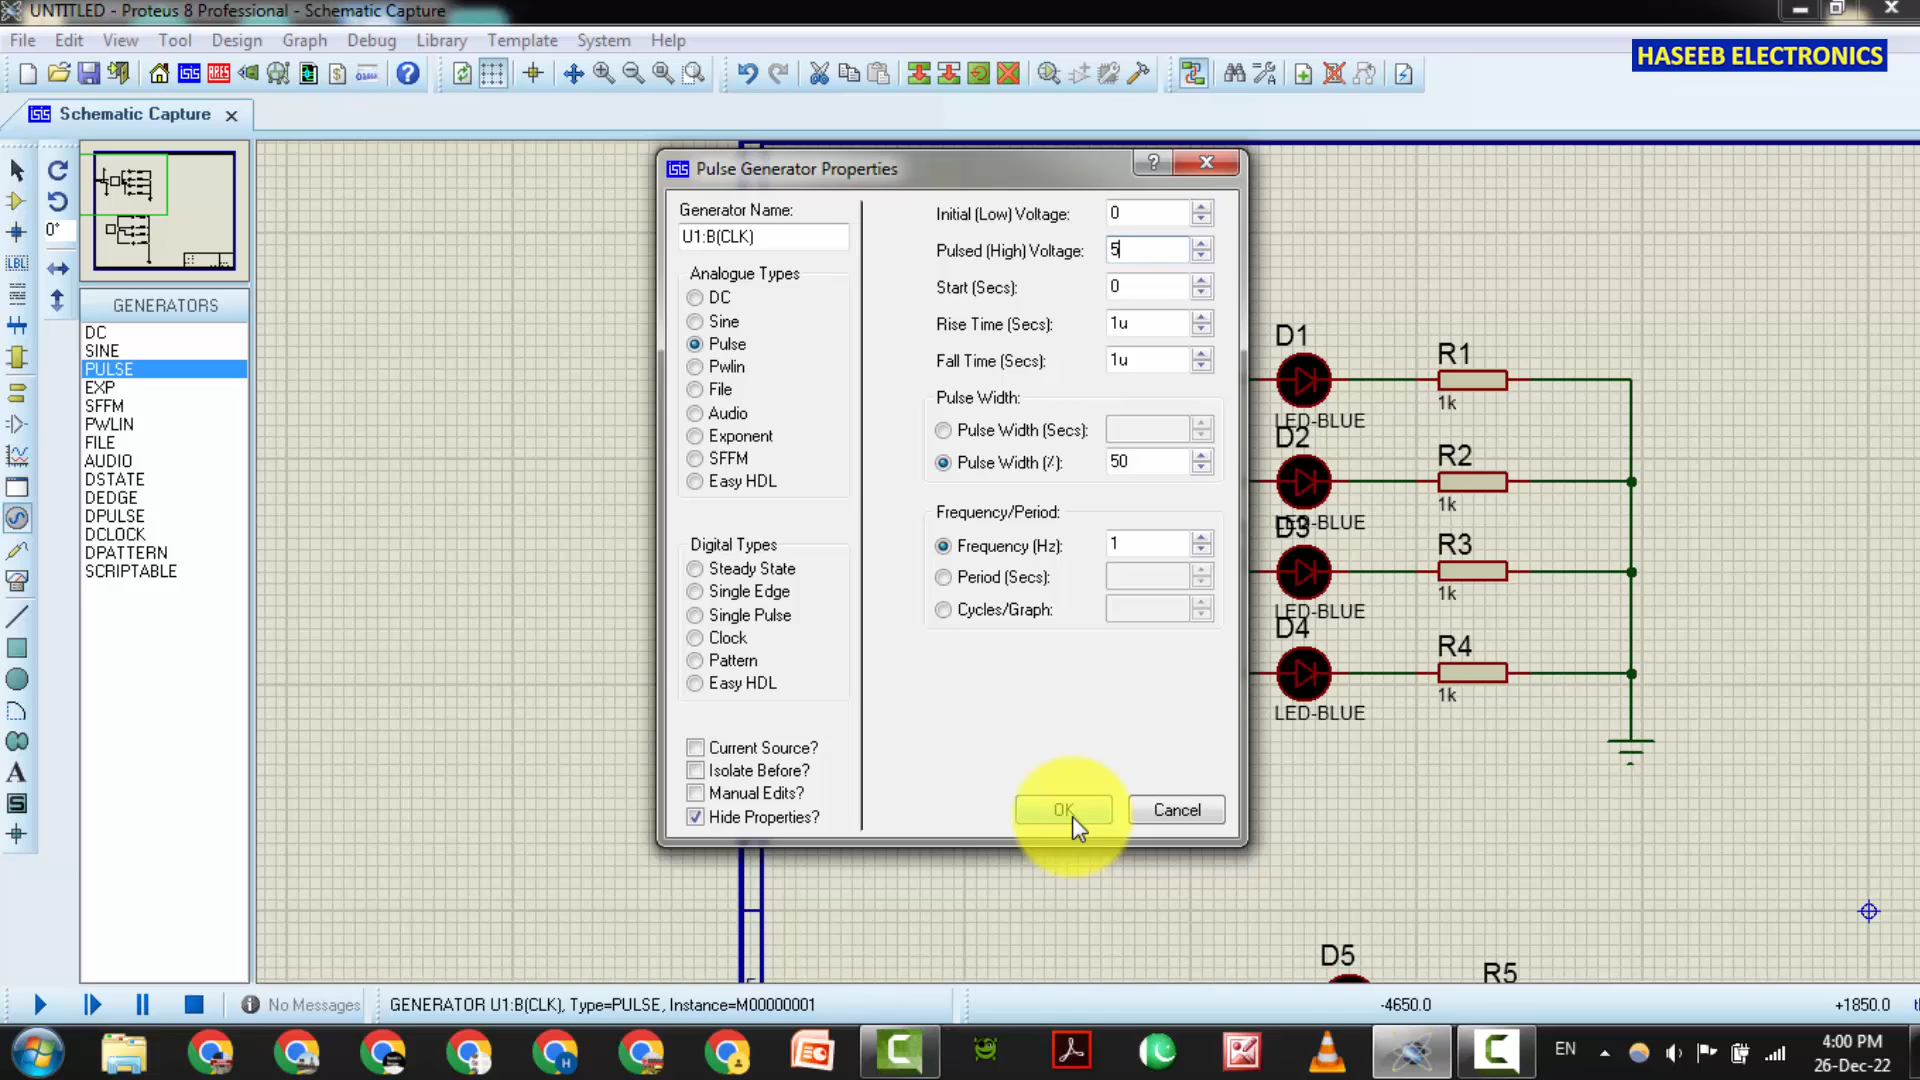 UNTITLED - Proteus 8 Professional - Schematic Capture
File Edit View Tool Design Graph Debug Library Template System Help
HASEEB ELECTRONICS
Schematic Capture
0°
LBL
GENERATORS
DC
SINE
PULSE
EXP
SFFM
PWLIN
FILE
AUDIO
DSTATE
DEDGE
DPULSE
DCLOCK
DPATTERN
SCRIPTABLE
Pulse Generator Properties
Generator Name:
U1:B(CLK)
Analogue Types
DC
Sine
Pulse
Pwlin
File
Audio
Exponent
SFFM
Easy HDL
Digital Types
Steady State
Single Edge
Single Pulse
Clock
Pattern
Easy HDL
Current Source?
Isolate Before?
Manual Edits?
Hide Properties?
Initial (Low) Voltage: 0
Pulsed (High) Voltage: 5
Start (Secs): 0
Rise Time (Secs): 1u
Fall Time (Secs): 1u
Pulse Width:
Pulse Width (Secs):
Pulse Width (%): 50
Frequency/Period:
Frequency (Hz): 1
Period (Secs):
Cycles/Graph:
OK Cancel
D1
LED-BLUE
R1
1k
D2
LED-BLUE
R2
1k
D3
LED-BLUE
R3
1k
D4
LED-BLUE
R4
1k
D5
R5
No Messages
GENERATOR U1:B(CLK), Type=PULSE, Instance=M00000001
-4650.0
+1850.0
EN
4:00 PM
26-Dec-22